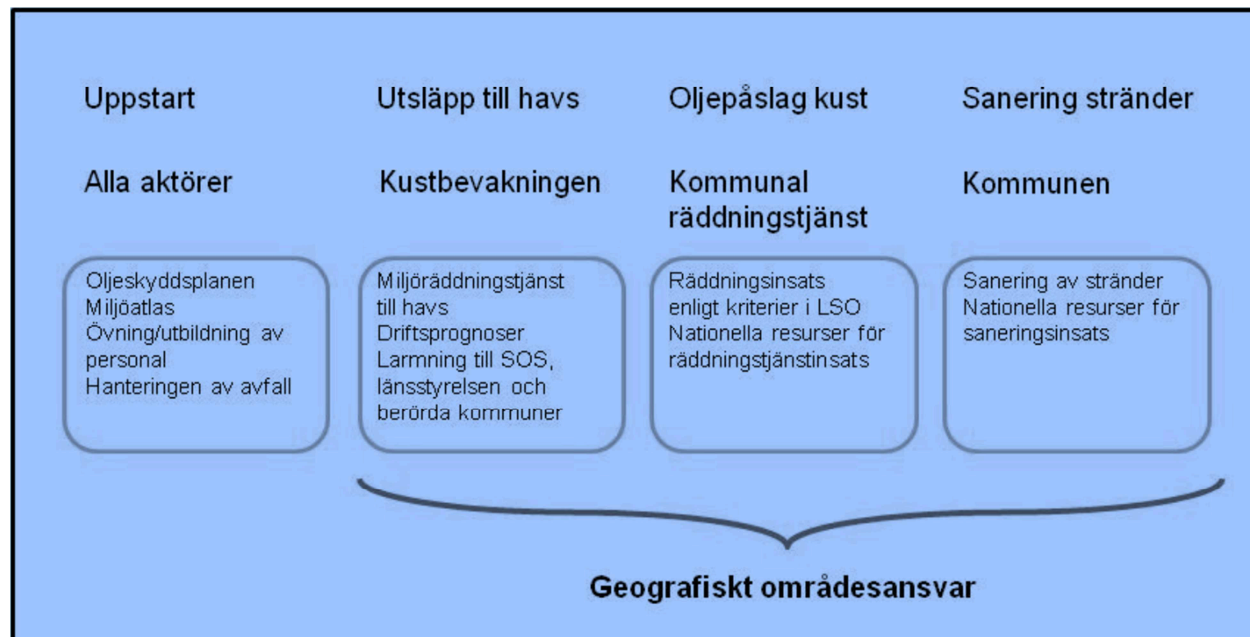 Uppstart
Alla aktörer
Oljeskyddsplanen
Miljöatlas
Övning/utbildning av
personal
Hanteringen av avfall
Utsläpp till havs
Kustbevakningen
Miljöräddningstjänst
till havs
Driftsprognoser
Larmning till SOS,
länsstyrelsen och
berörda kommuner
Oljepåslag kust
Kommunal
räddningstjänst
Räddningsinsats
enligt kriterier i LSO
Nationella resurser för
räddningstjänstinsats
Sanering stränder
Kommunen
Sanering av stränder
Nationella resurser för
saneringsinsats
Geografiskt områdesansvar